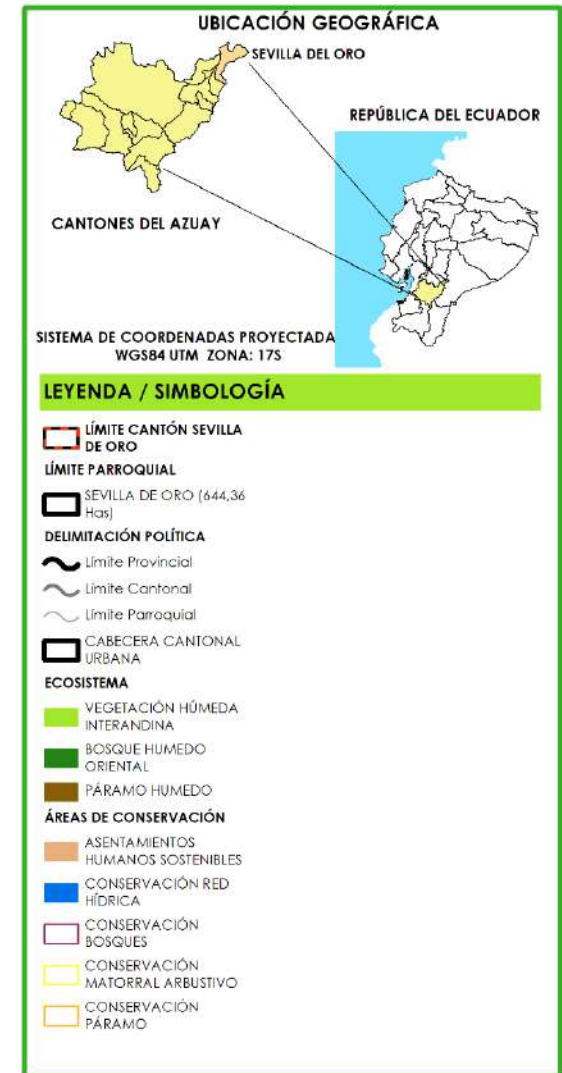 UBICACIÓN GEOGRÁFICA
SEVILLA DEL ORO
REPÚBLICA DEL ECUADOR
CANTONES DEL AZUAY
SISTEMA DE COORDENADAS PROYECTADA
WGS84 UTM ZONA: 17S
LEYENDA / SIMBOLOGÍA
LÍMITE CANTÓN SEVILLA
DE ORO
LÍMITE PARROQUIAL
SEVILLA DE ORO (644,36
Has)
DELIMITACIÓN POLÍTICA
Límite Provincial
Límite Cantonal
Límite Parroquial
CABECERA CANTONAL
URBANA
ECOSISTEMA
VEGETACIÓN HÚMEDA
INTERANDINA
BOSQUE HUMEDO
ORIENTAL
PÁRAMO HUMEDO
ÁREAS DE CONSERVACIÓN
ASENTAMIENTOS
HUMANOS SOSTENIBLES
CONSERVACIÓN RED
HÍDRICA
CONSERVACIÓN
BOSQUES
CONSERVACIÓN
MATORRAL ARBUSTIVO
CONSERVACIÓN
PÁRAMO